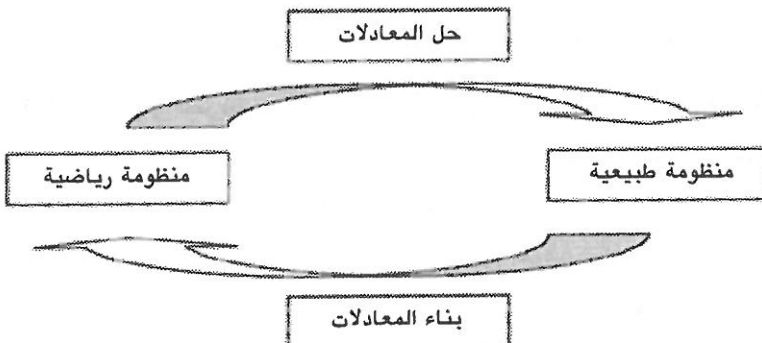 حل المعادلات
منظومة طبيعية
منظومة رياضية
بناء المعادلات